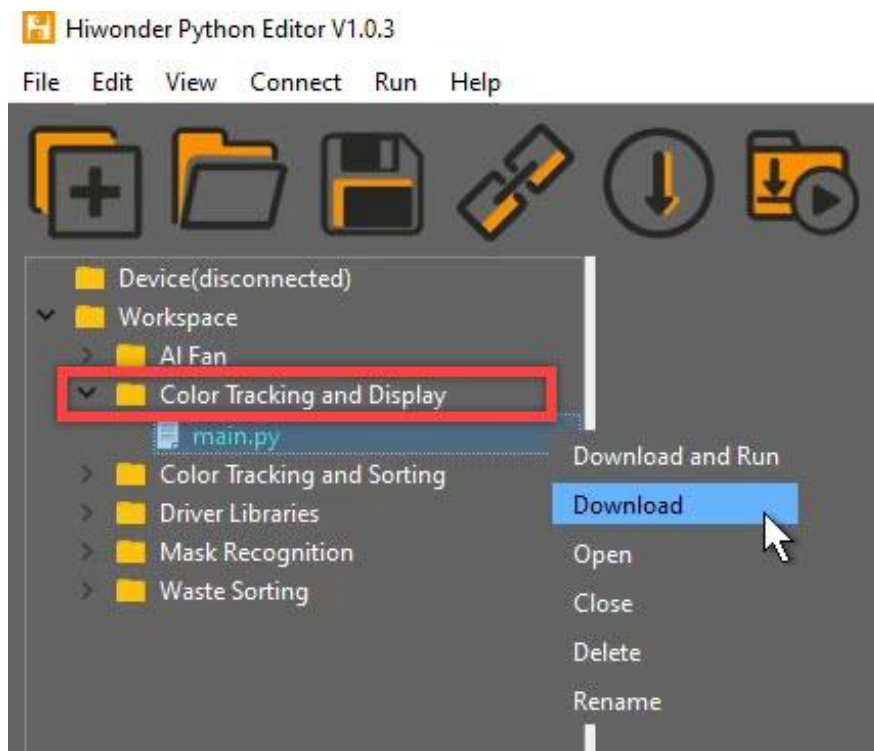 Hiwonder Python Editor V1.0.3
File Edit View Connect Run Help
Device(disconnected)
Workspace
AI Fan
Color Tracking and Display
main.py
Color Tracking and Sorting
Driver Libraries
Mask Recognition
Waste Sorting
Download and Run
Download
Open
Close
Delete
Rename